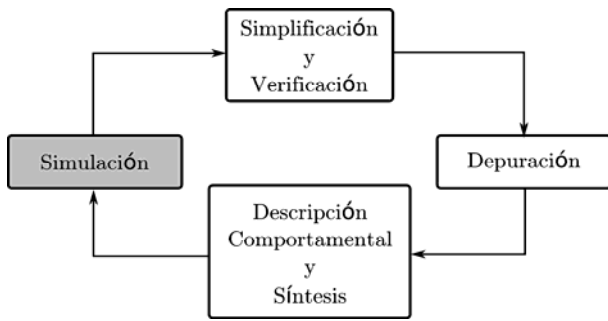 Simplificación
y
Verificación
Simulación
Depuración
Descripción
Comportamental
y
Síntesis